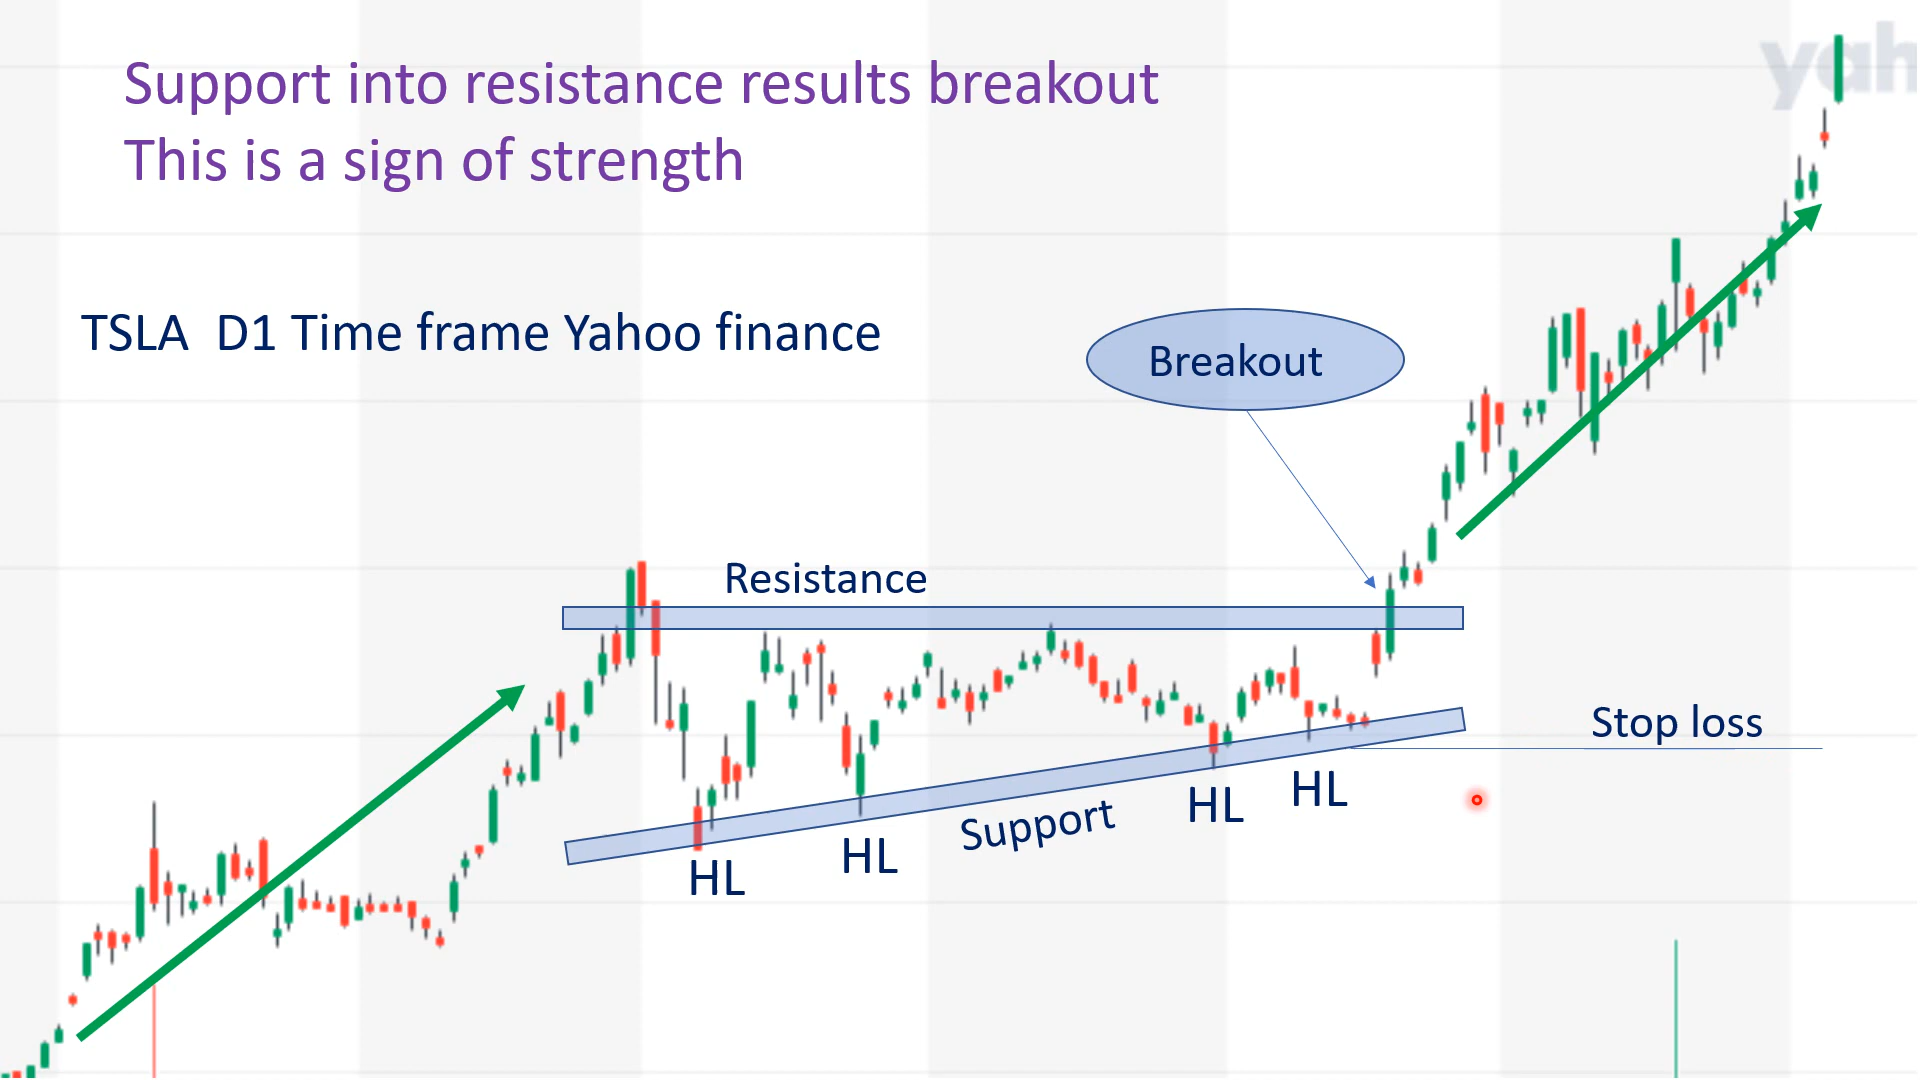 Support into resistance results breakout
This is a sign of strength
yah
TSLA D1 Time frame Yahoo finance
Breakout
Resistance
Stop loss
Support
HL
HL
HL
HL